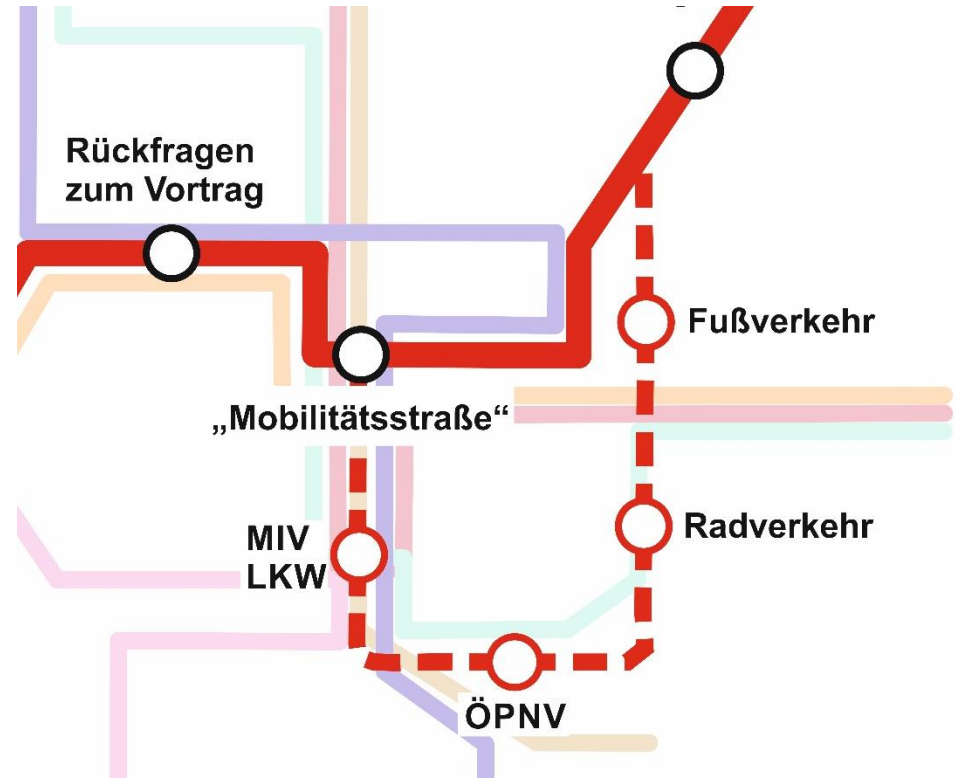 Rückfragen
zum Vortrag
Fußverkehr
„Mobilitätsstraße“
Radverkehr
MIV
LKW
ÖPNV